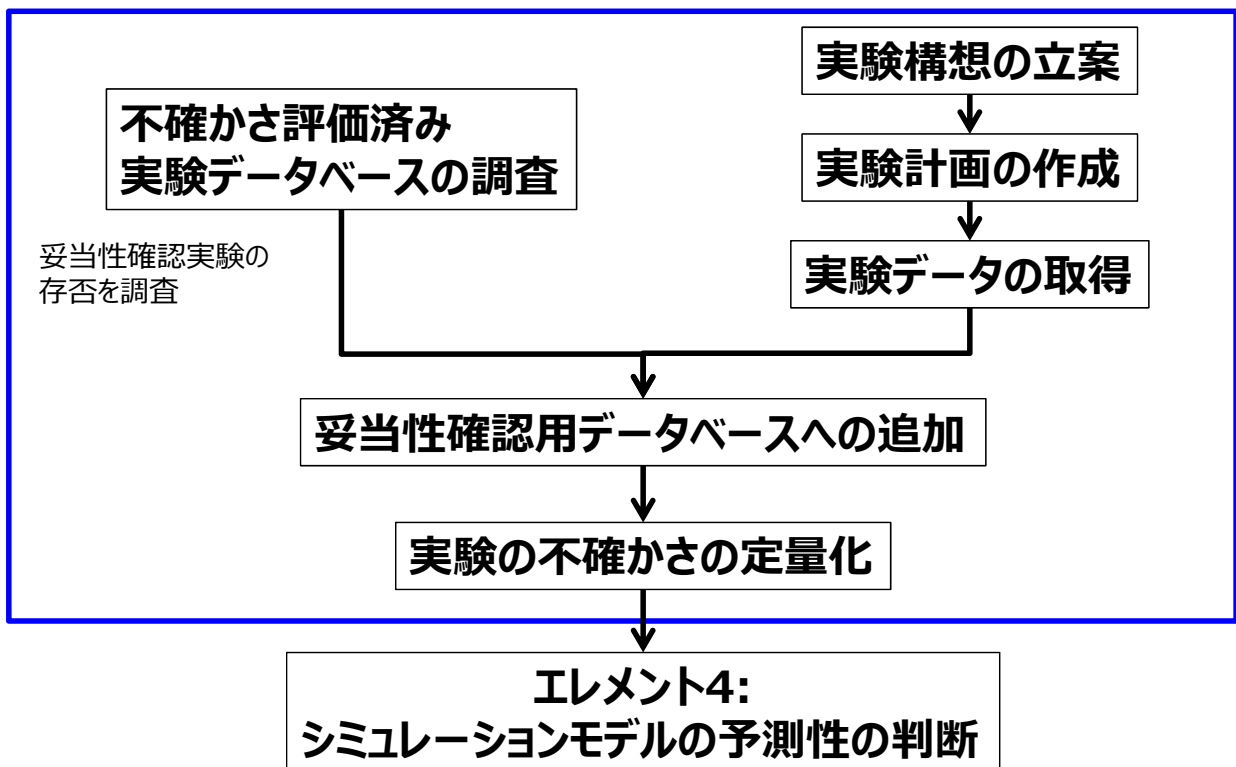 実験構想の立案
不確かさ評価済み
実験データベースの調査
実験計画の作成
妥当性確認実験の
存否を調査
実験データの取得
妥当性確認用データベースへの追加
実験の不確かさの定量化
エレメント4:
シミュレーションモデルの予測性の判断